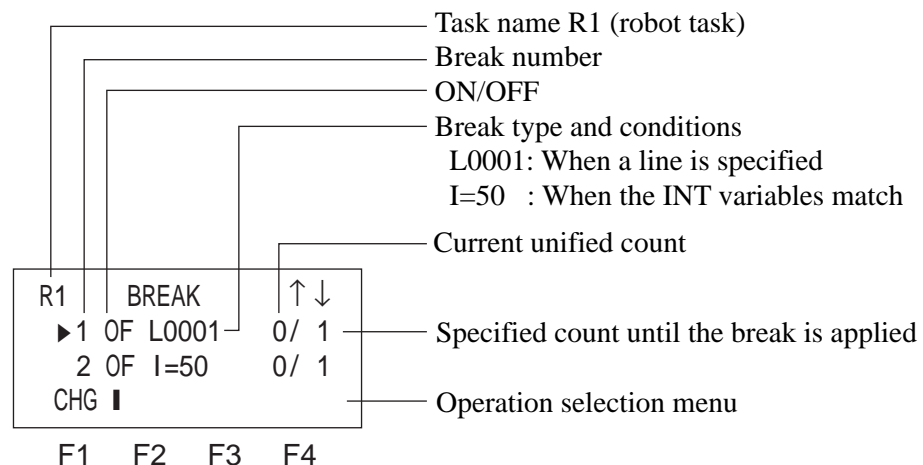 Task name R1 (robot task)
Break number
ON/OFF
Break type and conditions
L0001: When a line is specified
I=50 : When the INT variables match
Current unified count
R1 BREAK ↑↓
▶1 OF L0001 0/ 1
Specified count until the break is applied
2 OF I=50 0/ 1
CHG ▌
Operation selection menu
F1 F2 F3 F4